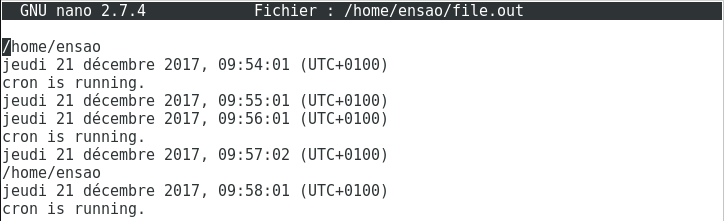 GNU nano 2.7.4 Fichier : /home/ensao/file.out
/home/ensao
jeudi 21 décembre 2017, 09:54:01 (UTC+0100)
cron is running.
jeudi 21 décembre 2017, 09:55:01 (UTC+0100)
jeudi 21 décembre 2017, 09:56:01 (UTC+0100)
cron is running.
jeudi 21 décembre 2017, 09:57:02 (UTC+0100)
/home/ensao
jeudi 21 décembre 2017, 09:58:01 (UTC+0100)
cron is running.